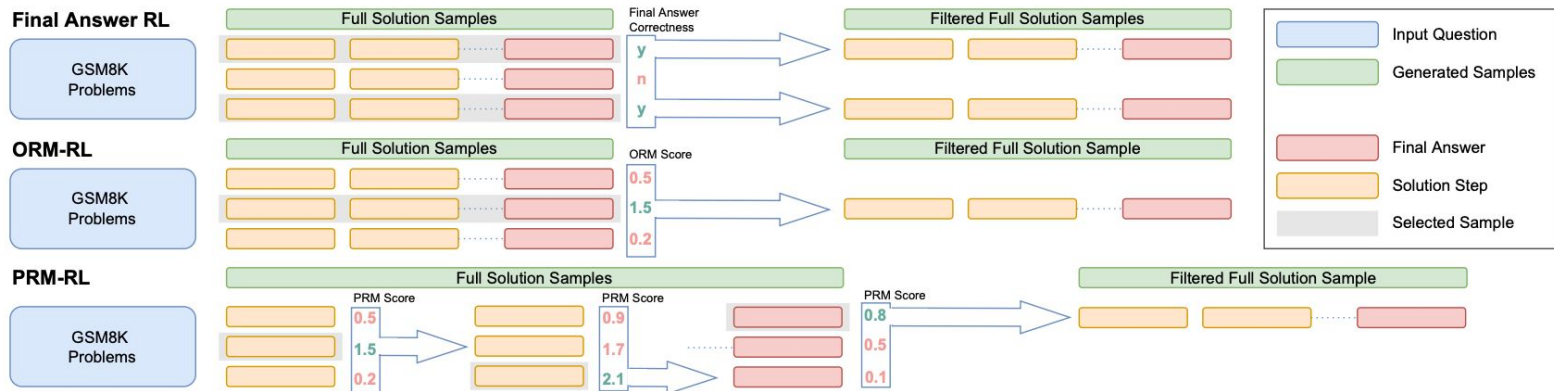 Final Answer RL
Full Solution Samples
Final Answer
Correctness
Filtered Full Solution Samples
GSM8K
Problems
y
n
y
ORM-RL
Full Solution Samples
ORM Score
Filtered Full Solution Sample
GSM8K
Problems
0.5
1.5
0.2
PRM-RL
Full Solution Samples
Filtered Full Solution Sample
GSM8K
Problems
PRM Score
0.5
1.5
0.2
PRM Score
0.9
1.7
2.1
PRM Score
0.8
0.5
0.1
Input Question
Generated Samples
Final Answer
Solution Step
Selected Sample